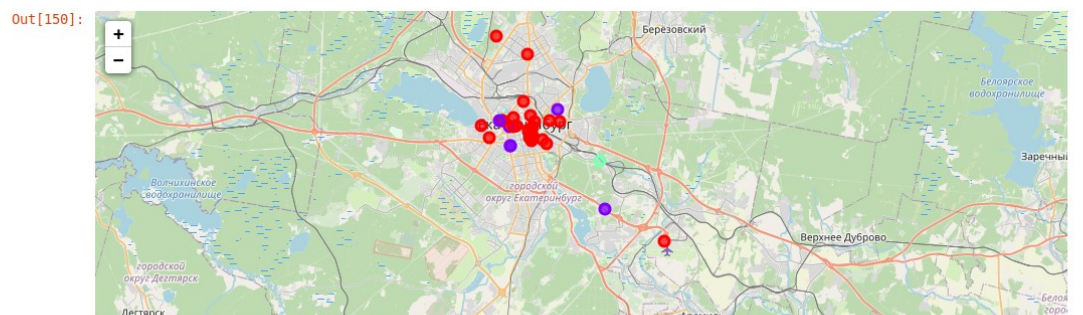 Out[150]:
+
−
Берёзовский
Белоярское
водохранилище
Заречный
Волчихинское
водохранилище
городской
округ Екатеринбург
Верхнее Дуброво
городской
округ Дегтярск
Дегтярск